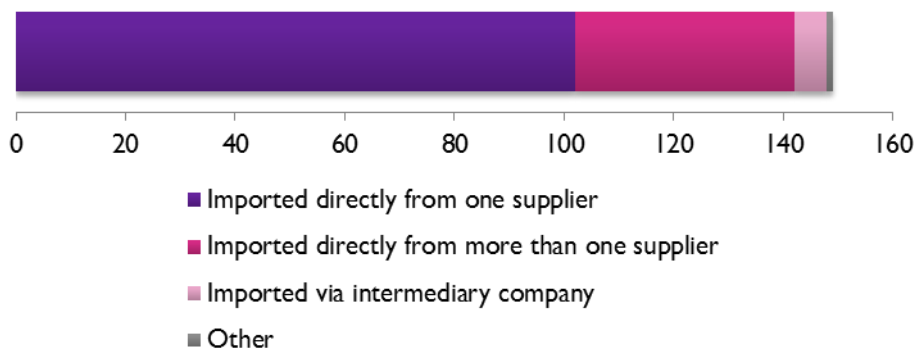 0 20 40 60 80 100 120 140 160
Imported directly from one supplier
Imported directly from more than one supplier
Imported via intermediary company
Other